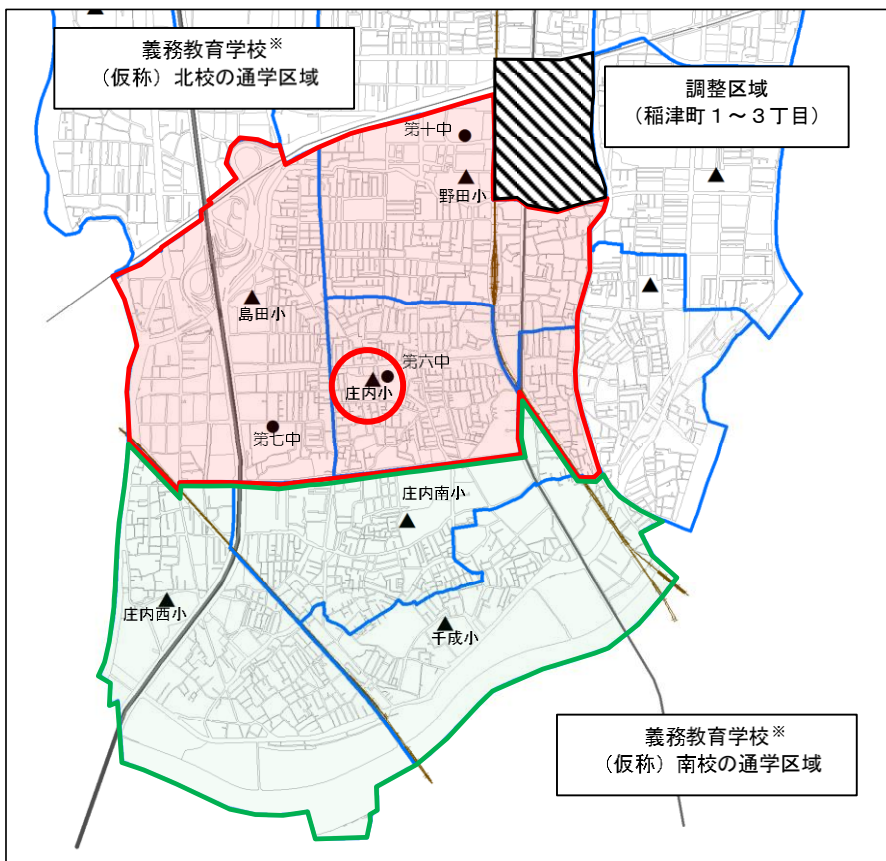 義務教育学校※
（仮称）北校の通学区域
調整区域
（稲津町１～３丁目）
第十中
野田小
島田小
第六中
庄内小
第七中
庄内南小
庄内西小
千成小
義務教育学校※
（仮称）南校の通学区域